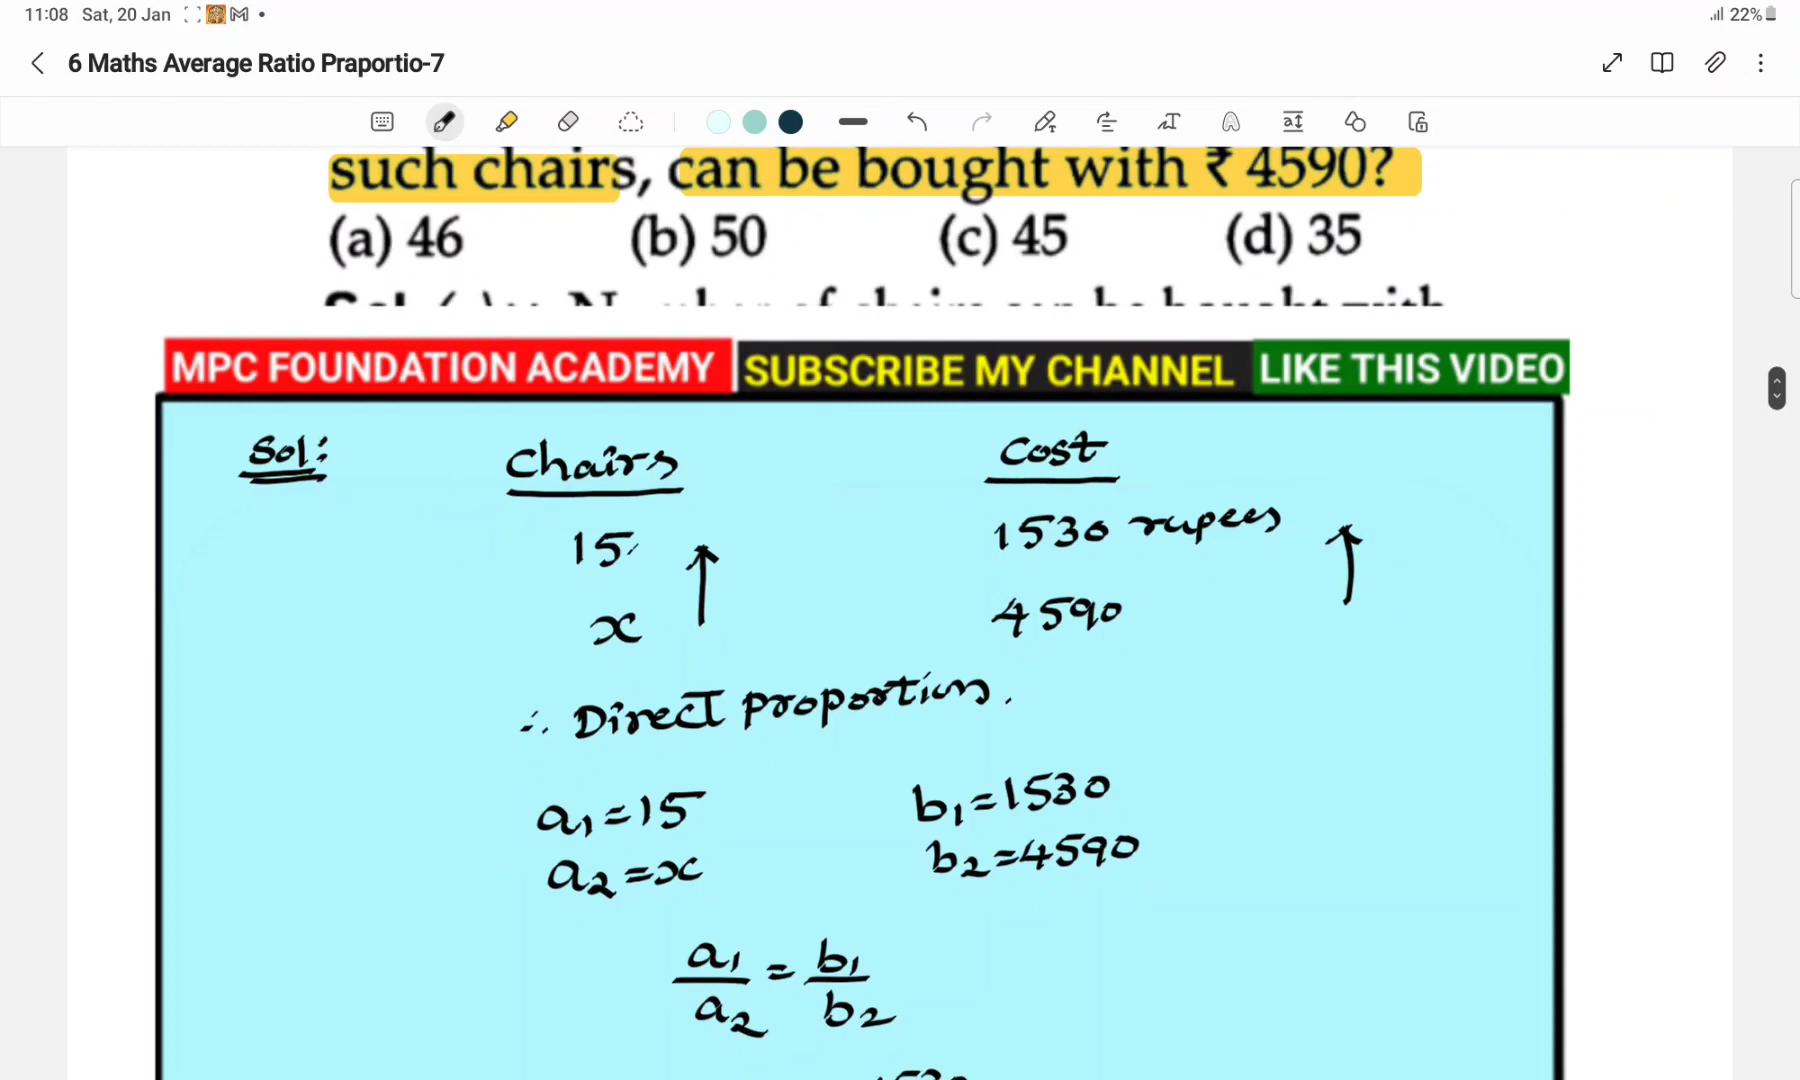 11:08 Sat, 20 Jan
22%
6 Maths Average Ratio Praportio-7
such chairs, can be bought with ₹ 4590?
(a) 46 (b) 50 (c) 45 (d) 35
MPC FOUNDATION ACADEMY SUBSCRIBE MY CHANNEL LIKE THIS VIDEO
Sol: Chairs Cost
15 1530 rupees
x 4590
∴ Direct proportion.
a₁=15 b₁=1530
a₂=x b₂=4590
a₁/a₂ = b₁/b₂